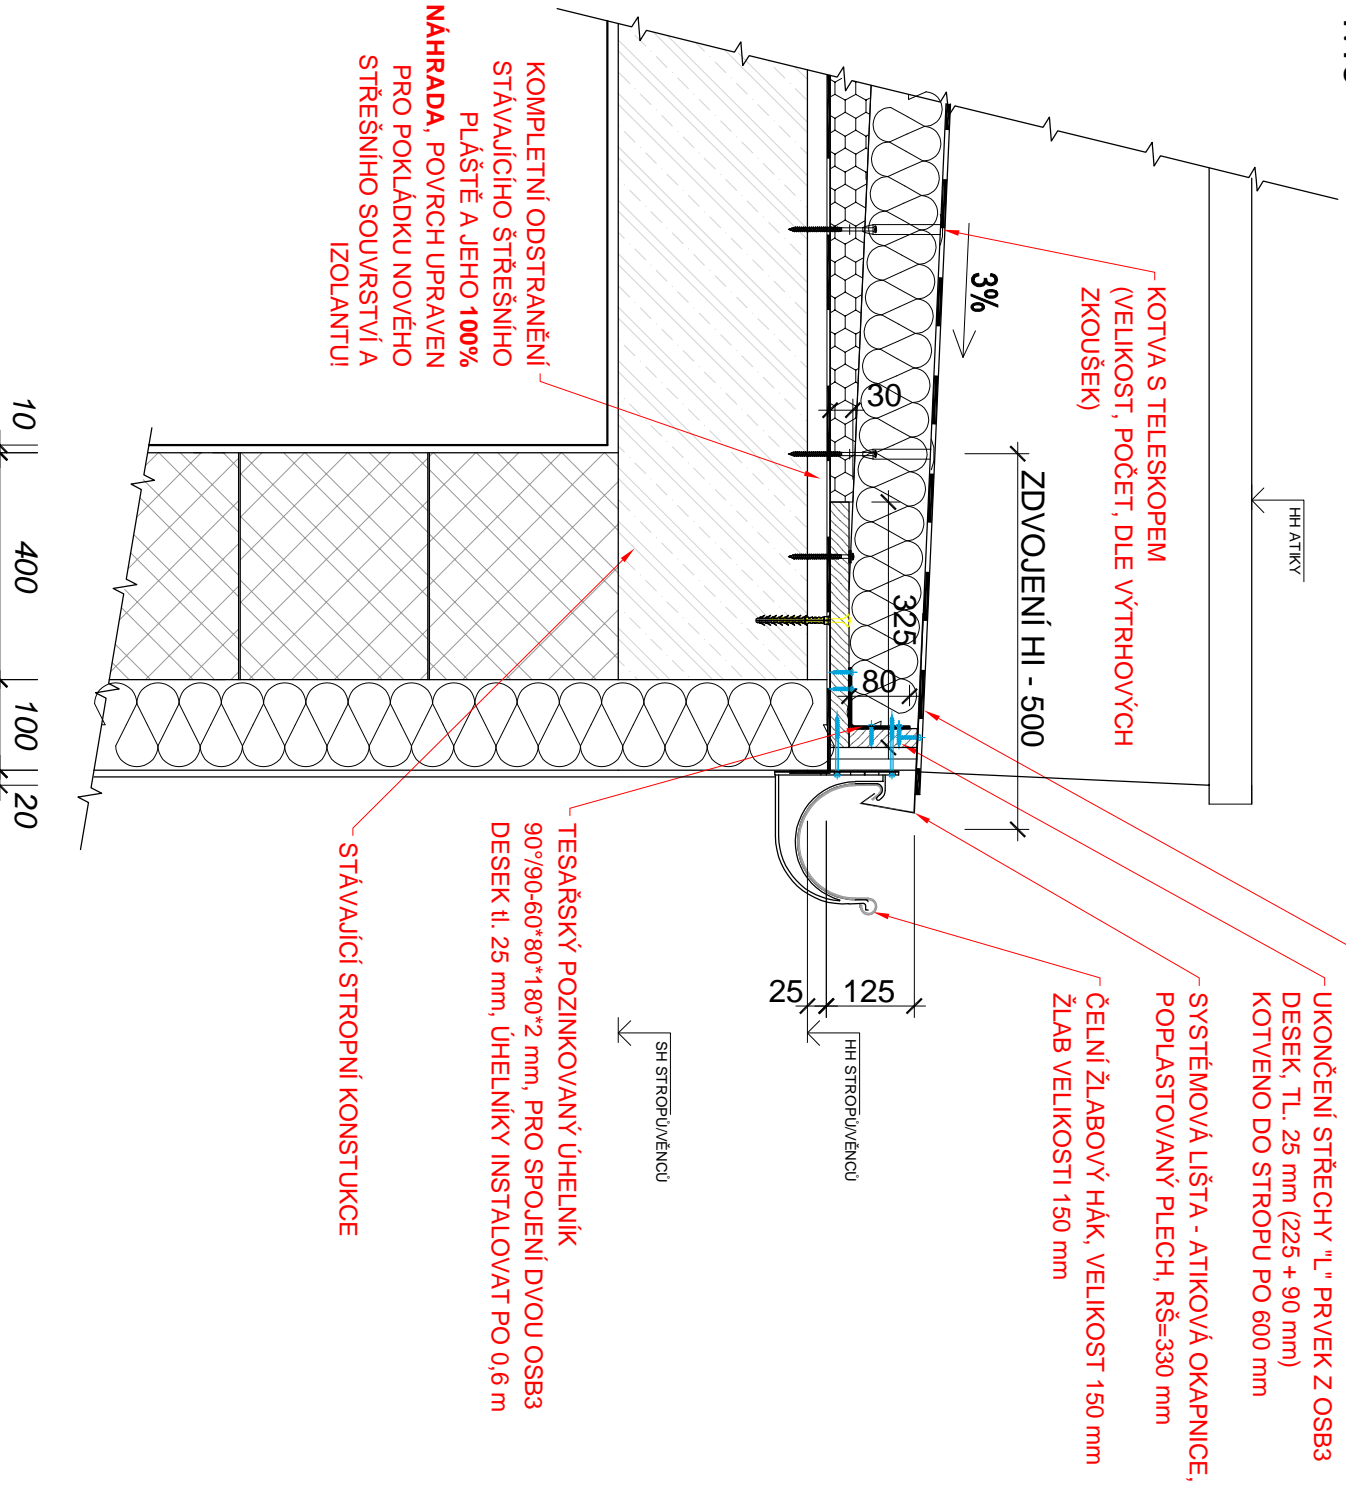 HH ATIKY
KOTVA S TELESKOPEM
(VELIKOST, POČET, DLE VÝTRHOVÝCH
ZKOUŠEK)
3%
ZDVOJENÍ HI - 500
30
325
80
KOMPLETNÍ ODSTRANĚNÍ
STÁVAJÍCÍHO ŠTŘEŠNÍHO
PLÁŠTĚ A JEHO 100%
NÁHRADA, POVRCH UPRAVEN
PRO POKLÁDKU NOVÉHO
STŘEŠNÍHO SOUVRSTVÍ A
IZOLANTU!
UKONČENÍ STŘECHY "L" PRVEK Z OSB3
DESEK, TL. 25 mm (225 + 90 mm)
KOTVENO DO STROPU PO 600 mm
SYSTÉMOVÁ LIŠTA - ATIKOVÁ OKAPNICE,
POPLASTOVANÝ PLECH, RŠ=330 mm
ČELNÍ ŽLABOVÝ HÁK, VELIKOST 150 mm
ŽLAB VELIKOSTI 150 mm
125
25
HH STROPŮ/VĚNCŮ
SH STROPŮ/VĚNCŮ
TESAŘSKÝ POZINKOVANÝ ÚHELNÍK
90°/90-60*80*180*2 mm, PRO SPOJENÍ DVOU OSB3
DESEK tl. 25 mm, ÚHELNÍKY INSTALOVAT PO 0,6 m
STÁVAJÍCÍ STROPNÍ KONSTUKCE
10
400
100
20